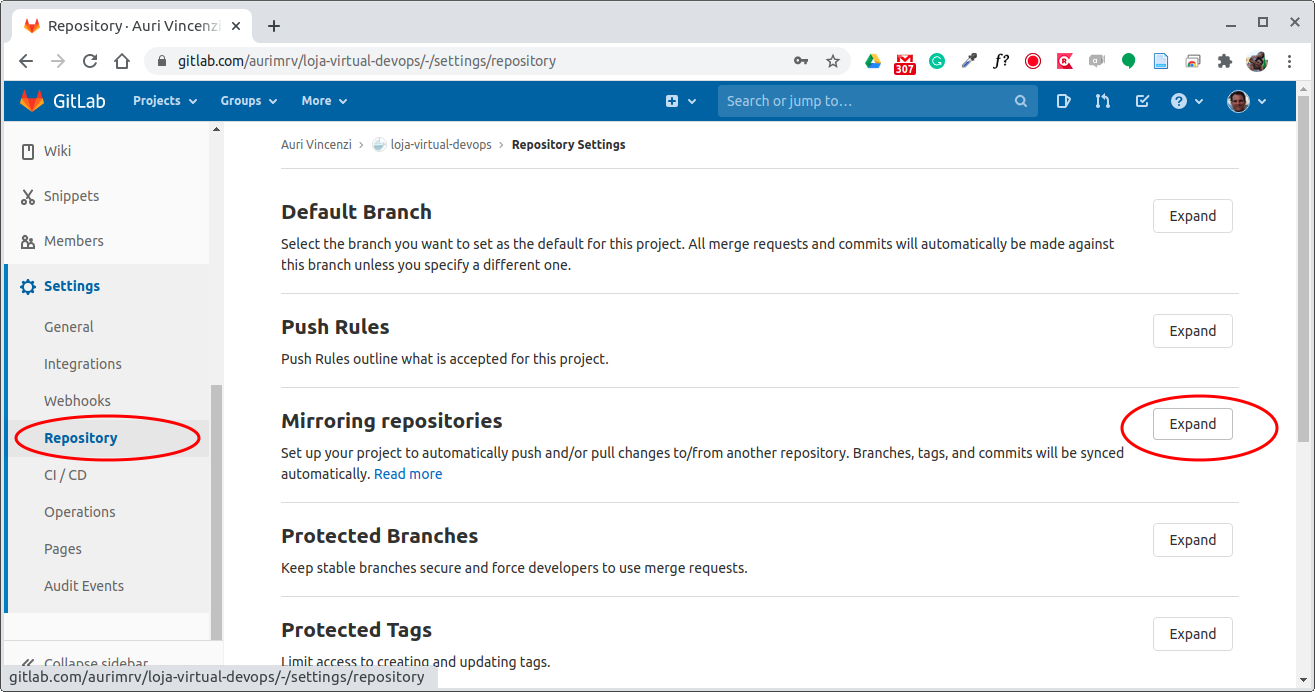 Repository · Auri Vincenzi
gitlab.com/aurimrv/loja-virtual-devops/-/settings/repository
307
f?
GitLab
Projects
Groups
More
Search or jump to…
Wiki
Snippets
Members
Settings
General
Integrations
Webhooks
Repository
CI / CD
Operations
Pages
Audit Events
Collapse sidebar
gitlab.com/aurimrv/loja-virtual-devops/-/settings/repository
Auri Vincenzi › loja-virtual-devops › Repository Settings
Default Branch
Expand
Select the branch you want to set as the default for this project. All merge requests and commits will automatically be made against
this branch unless you specify a different one.
Push Rules
Expand
Push Rules outline what is accepted for this project.
Mirroring repositories
Expand
Set up your project to automatically push and/or pull changes to/from another repository. Branches, tags, and commits will be synced
automatically. Read more
Protected Branches
Expand
Keep stable branches secure and force developers to use merge requests.
Protected Tags
Expand
Limit access to creating and updating tags.